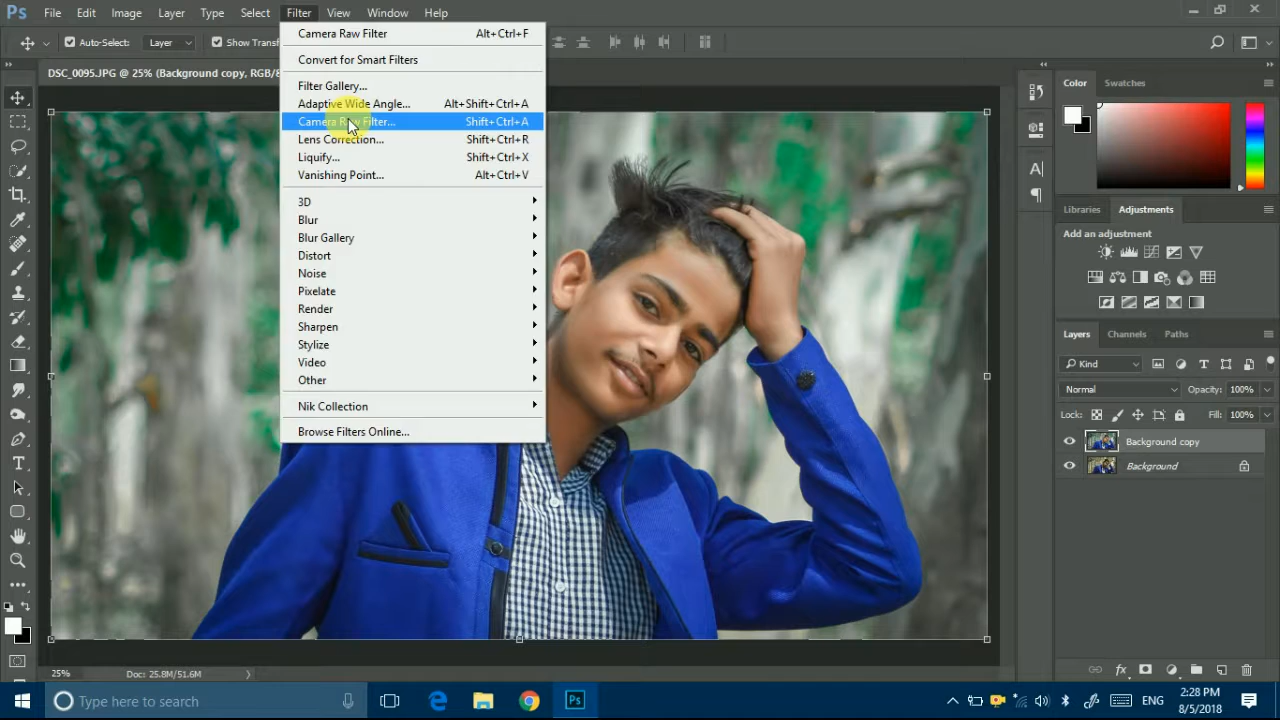 Ps File Edit Image Layer Type Select Filter View Window Help
Auto-Select: Layer Show Transf
DSC_0095.JPG @ 25% (Background copy, RGB/8
Camera Raw Filter Alt+Ctrl+F
Convert for Smart Filters
Filter Gallery...
Adaptive Wide Angle... Alt+Shift+Ctrl+A
Camera Raw Filter... Shift+Ctrl+A
Lens Correction... Shift+Ctrl+R
Liquify... Shift+Ctrl+X
Vanishing Point... Alt+Ctrl+V
3D
Blur
Blur Gallery
Distort
Noise
Pixelate
Render
Sharpen
Stylize
Video
Other
Nik Collection
Browse Filters Online...
Color Swatches
Libraries Adjustments
Add an adjustment
Layers Channels Paths
Kind
Normal Opacity: 100%
Lock: Fill: 100%
Background copy
Background
25% Doc: 25.8M/51.6M
Type here to search
Ps
ENG
2:28 PM
8/5/2018